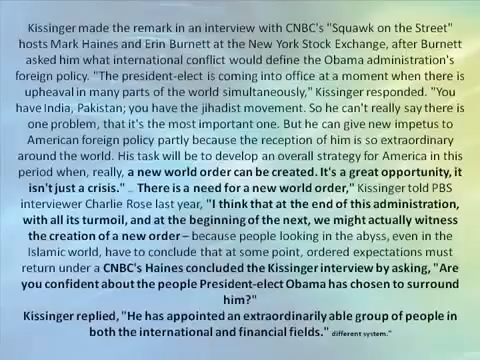 Kissinger made the remark in an interview with CNBC's "Squawk on the Street"
hosts Mark Haines and Erin Burnett at the New York Stock Exchange, after Burnett
asked him what international conflict would define the Obama administration's
foreign policy. "The president-elect is coming into office at a moment when there is
upheaval in many parts of the world simultaneously," Kissinger responded. "You
have India, Pakistan; you have the jihadist movement. So he can't really say there is
one problem, that it's the most important one. But he can give new impetus to
American foreign policy partly because the reception of him is so extraordinary
around the world. His task will be to develop an overall strategy for America in this
period when, really, a new world order can be created. It's a great opportunity, it
isn't just a crisis." .. There is a need for a new world order," Kissinger told PBS
interviewer Charlie Rose last year, "I think that at the end of this administration,
with all its turmoil, and at the beginning of the next, we might actually witness
the creation of a new order – because people looking in the abyss, even in the
Islamic world, have to conclude that at some point, ordered expectations must
return under a CNBC's Haines concluded the Kissinger interview by asking, "Are
you confident about the people President-elect Obama has chosen to surround
him?"
Kissinger replied, "He has appointed an extraordinarily able group of people in
both the international and financial fields." different system."